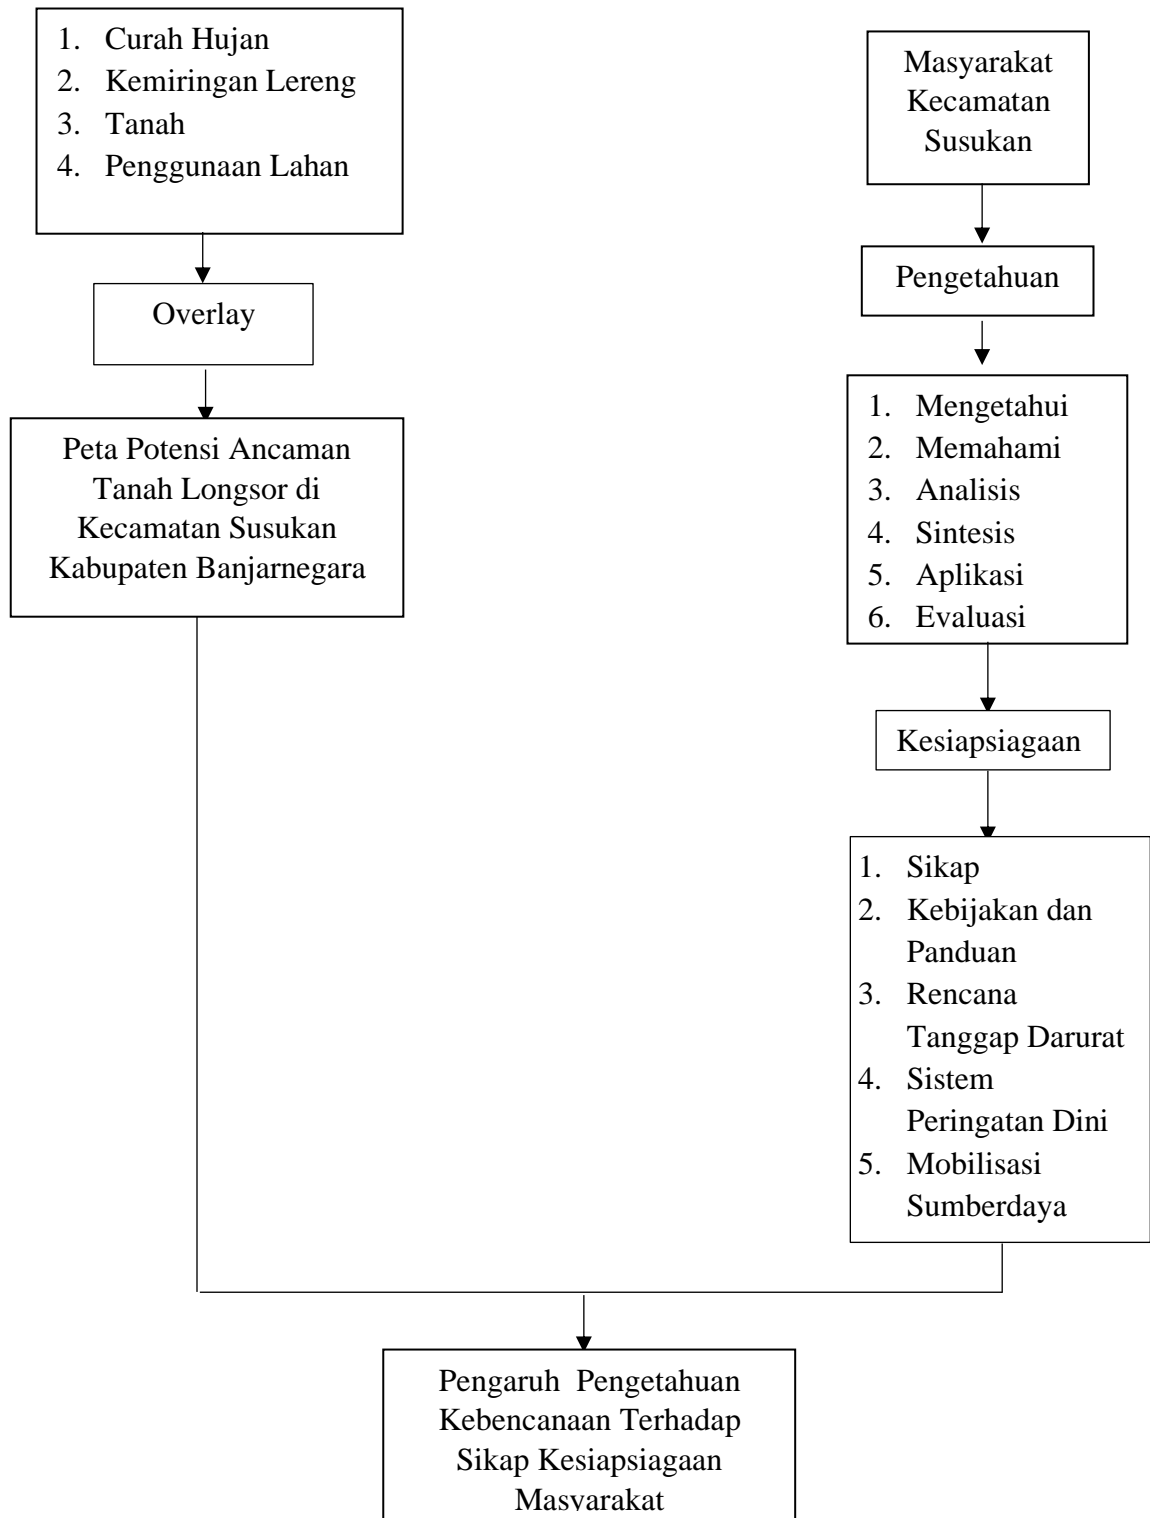 1. Curah Hujan
2. Kemiringan Lereng
3. Tanah
4. Penggunaan Lahan
Overlay
Peta Potensi Ancaman
Tanah Longsor di
Kecamatan Susukan
Kabupaten Banjarnegara
Masyarakat
Kecamatan
Susukan
Pengetahuan
1. Mengetahui
2. Memahami
3. Analisis
4. Sintesis
5. Aplikasi
6. Evaluasi
Kesiapsiagaan
1. Sikap
2. Kebijakan dan
Panduan
3. Rencana
Tanggap Darurat
4. Sistem
Peringatan Dini
5. Mobilisasi
Sumberdaya
Pengaruh Pengetahuan
Kebencanaan Terhadap
Sikap Kesiapsiagaan
Masyarakat